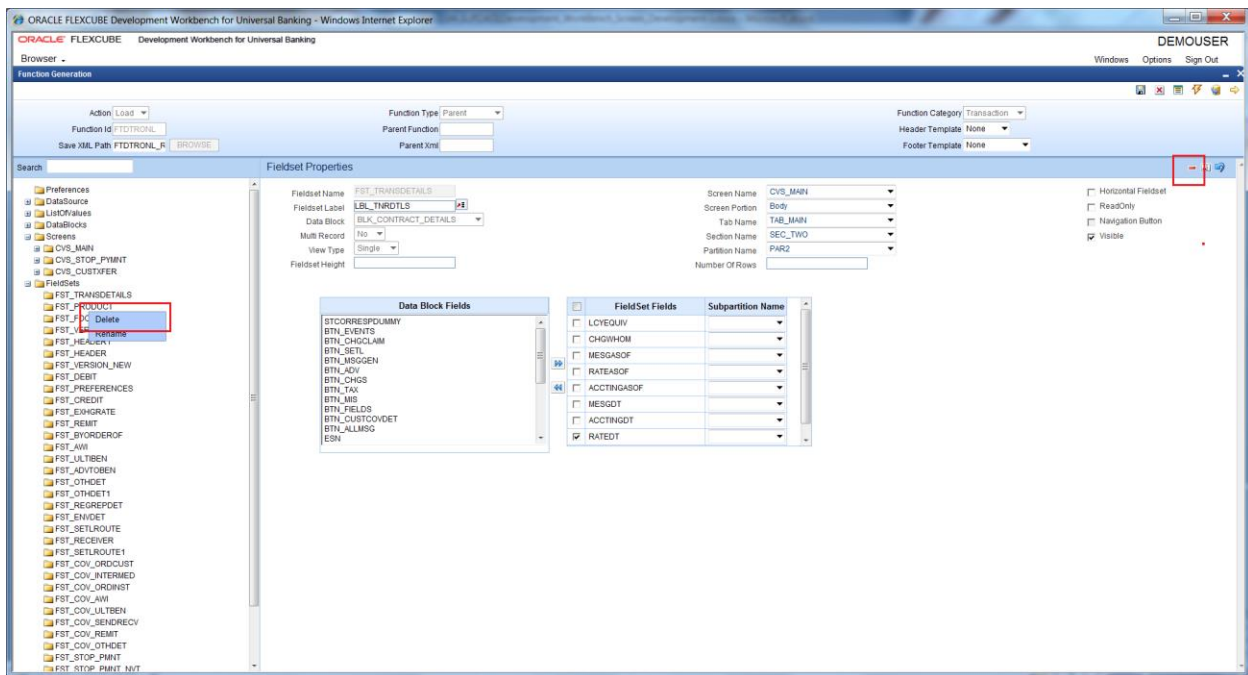 ORACLE FLEXCUBE Development Workbench for Universal Banking - Windows Internet Explorer
ORACLE FLEXCUBE Development Workbench for Universal Banking
DEMOUSER
Browser
Windows Options Sign Out
Function Generation
Action Load
Function Type Parent
Function Category Transaction
Function Id FTDTRONL
Parent Function
Header Template None
Save XML Path FTDTRONL_R BROWSE
Parent Xml
Footer Template None
Search
Fieldset Properties
Preferences
DataSource
ListOfValues
DataBlocks
Screens
CVS_MAIN
CVS_STOP_PYMNT
CVS_CUSTXFER
FieldSets
FST_TRANSDETAILS
FST_PRODUCT
Delete
Rename
FST_HEADER1
FST_HEADER
FST_VERSION_NEW
FST_DEBIT
FST_PREFERENCES
FST_CREDIT
FST_EXHGRATE
FST_REMIT
FST_BYORDEROF
FST_AWI
FST_ULTIBEN
FST_ADVTOBEN
FST_OTHDET
FST_OTHDET1
FST_REGREPDET
FST_ENVDET
FST_SETLROUTE
FST_RECEIVER
FST_SETLROUTE1
FST_COV_ORDCUST
FST_COV_INTERMED
FST_COV_ORDINST
FST_COV_AWI
FST_COV_ULTBEN
FST_COV_SENDRECV
FST_COV_REMIT
FST_COV_OTHDET
FST_STOP_PMNT
FST_STOP_PMNT_NVT
Fieldset Name FST_TRANSDETAILS
Fieldset Label LBL_TNRDTLS
Data Block BLK_CONTRACT_DETAILS
Multi Record No
View Type Single
Fieldset Height
Screen Name CVS_MAIN
Screen Portion Body
Tab Name TAB_MAIN
Section Name SEC_TWO
Partition Name PAR2
Number Of Rows
Horizontal Fieldset
ReadOnly
Navigation Button
Visible
Data Block Fields
STCORRESPDUMMY
BTN_EVENTS
BTN_CHGCLAIM
BTN_SETL
BTN_MSGGEN
BTN_ADV
BTN_CHGS
BTN_TAX
BTN_MIS
BTN_FIELDS
BTN_CUSTCOVDET
BTN_ALLMSG
ESN
FieldSet Fields Subpartition Name
LCYEQUIV
CHGWHOM
MESGASOF
RATEASOF
ACCTINGASOF
MESGDT
ACCTINGDT
RATEDT